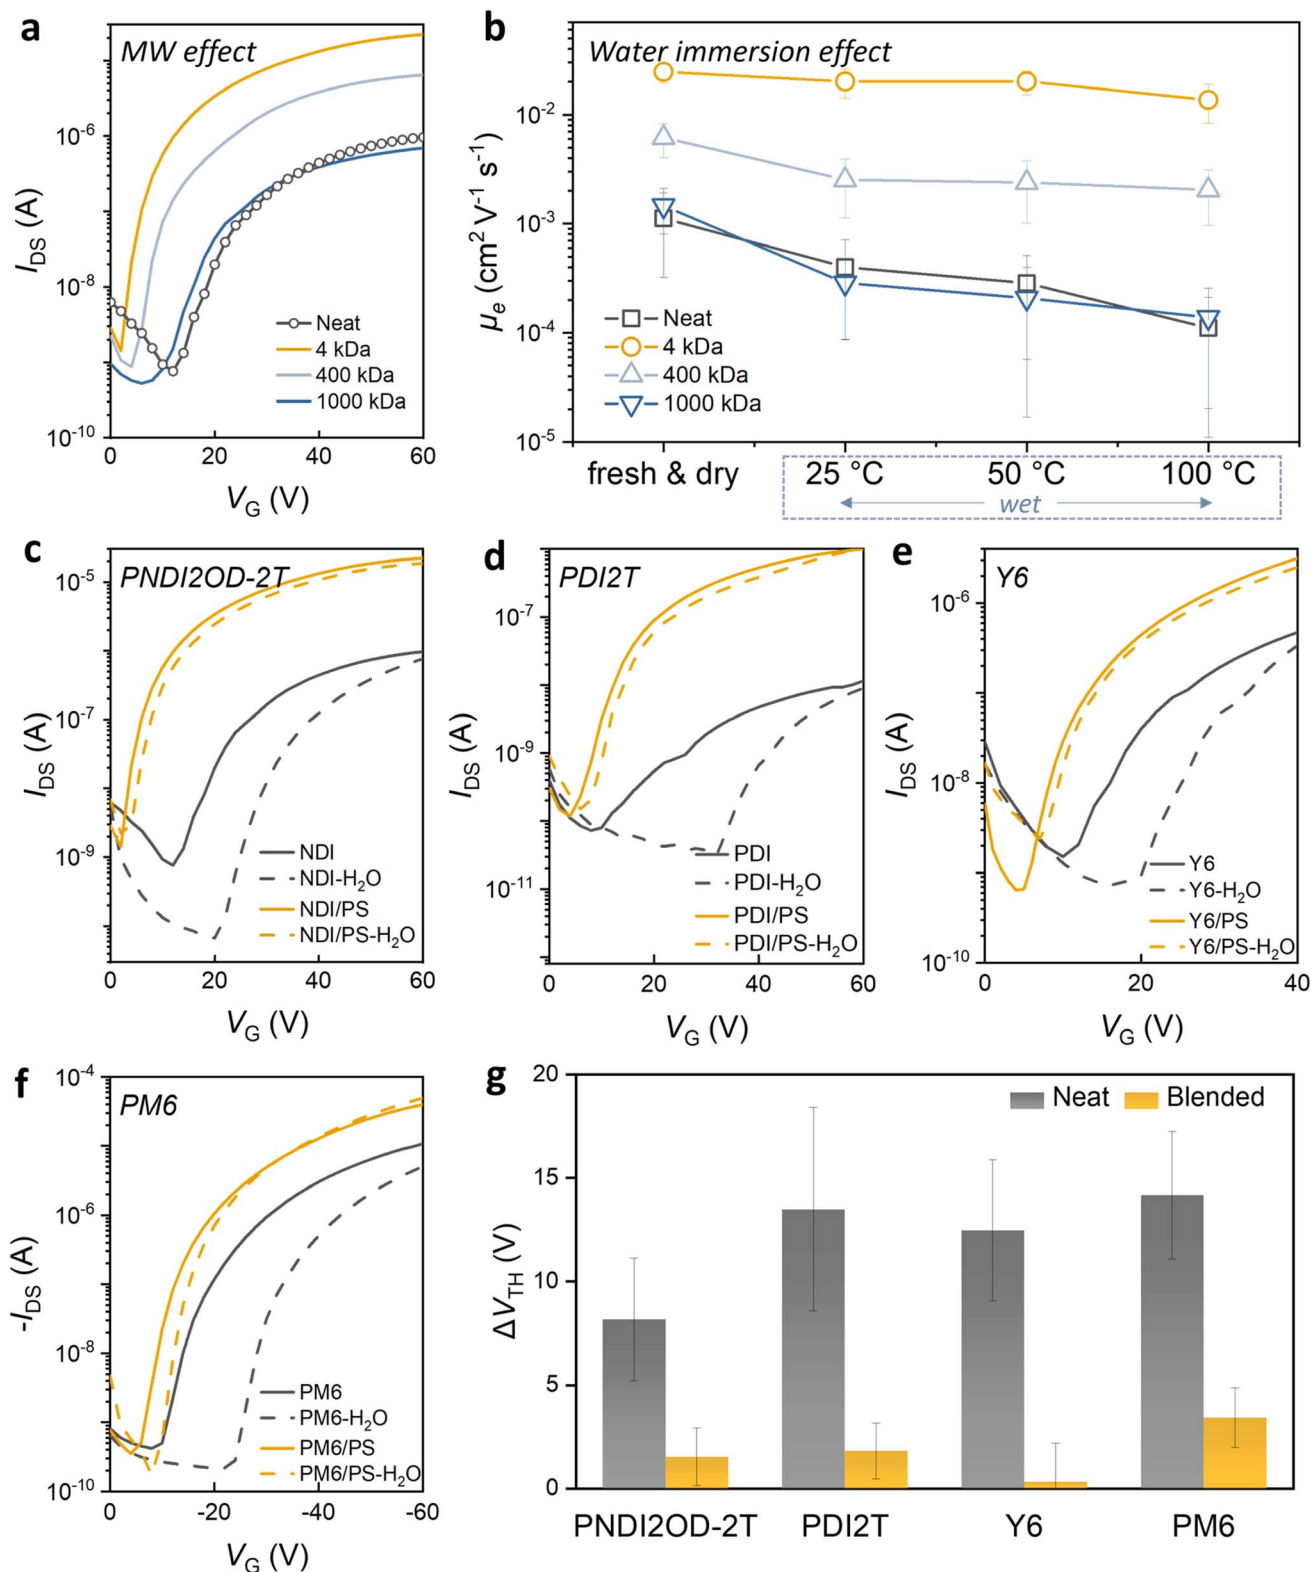 a
MW effect
10⁻⁶
10⁻⁸
10⁻¹⁰
I_DS (A)
Neat
4 kDa
400 kDa
1000 kDa
0 20 40 60
V_G (V)
b
Water immersion effect
10⁻²
10⁻³
10⁻⁴
10⁻⁵
μ_e (cm² V⁻¹ s⁻¹)
Neat
4 kDa
400 kDa
1000 kDa
fresh & dry 25 °C 50 °C 100 °C
wet
c
PNDI2OD-2T
10⁻⁵
10⁻⁷
10⁻⁹
I_DS (A)
NDI
NDI-H₂O
NDI/PS
NDI/PS-H₂O
0 20 40 60
V_G (V)
d
PDI2T
10⁻⁷
10⁻⁹
10⁻¹¹
I_DS (A)
PDI
PDI-H₂O
PDI/PS
PDI/PS-H₂O
0 20 40 60
V_G (V)
e
Y6
10⁻⁶
10⁻⁸
10⁻¹⁰
I_DS (A)
Y6
Y6-H₂O
Y6/PS
Y6/PS-H₂O
0 20 40
V_G (V)
f
PM6
10⁻⁴
10⁻⁶
10⁻⁸
10⁻¹⁰
-I_DS (A)
PM6
PM6-H₂O
PM6/PS
PM6/PS-H₂O
0 -20 -40 -60
V_G (V)
g
20
15
10
5
0
ΔV_TH (V)
Neat Blended
PNDI2OD-2T PDI2T Y6 PM6